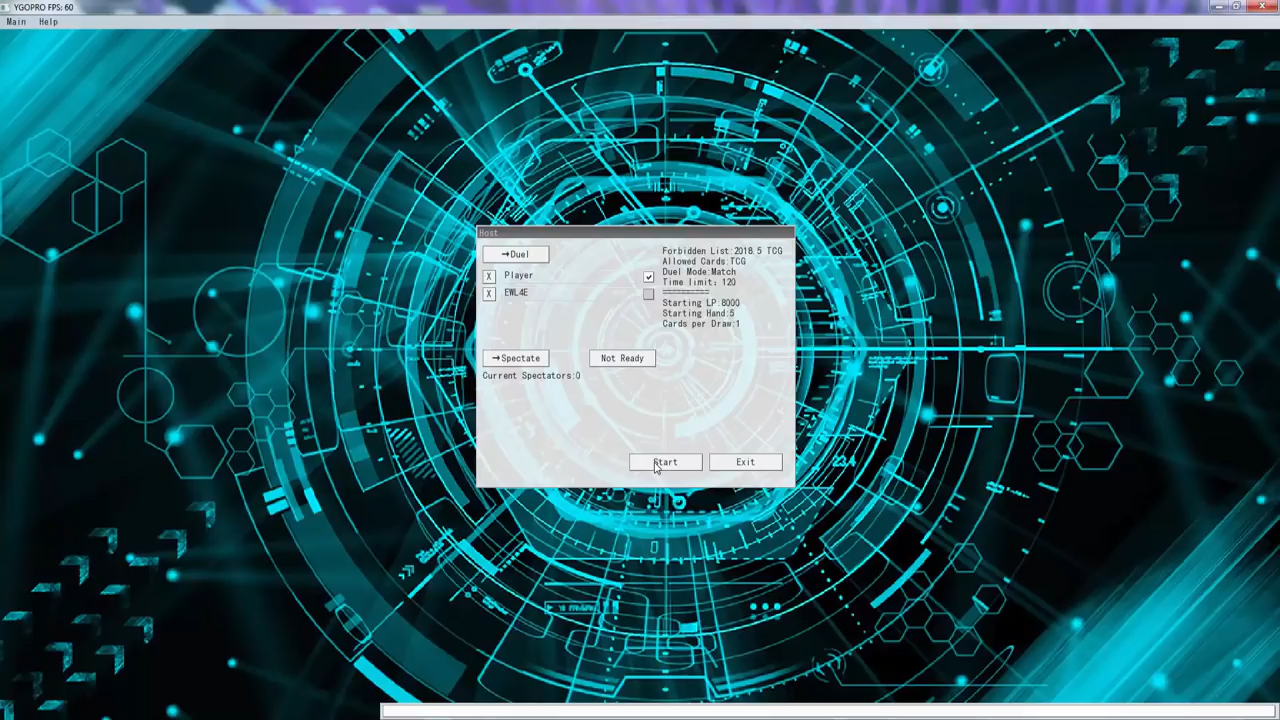 YGOPRO FPS: 60
Main Help
Host
→Duel
X Player
X EWL4E
Forbidden List:2018.5 TCG
Allowed Cards:TCG
Duel Mode:Match
Time limit: 120
==========
Starting LP:8000
Starting Hand:5
Cards per Draw:1
→Spectate
Not Ready
Current Spectators:0
Start
Exit
23.4